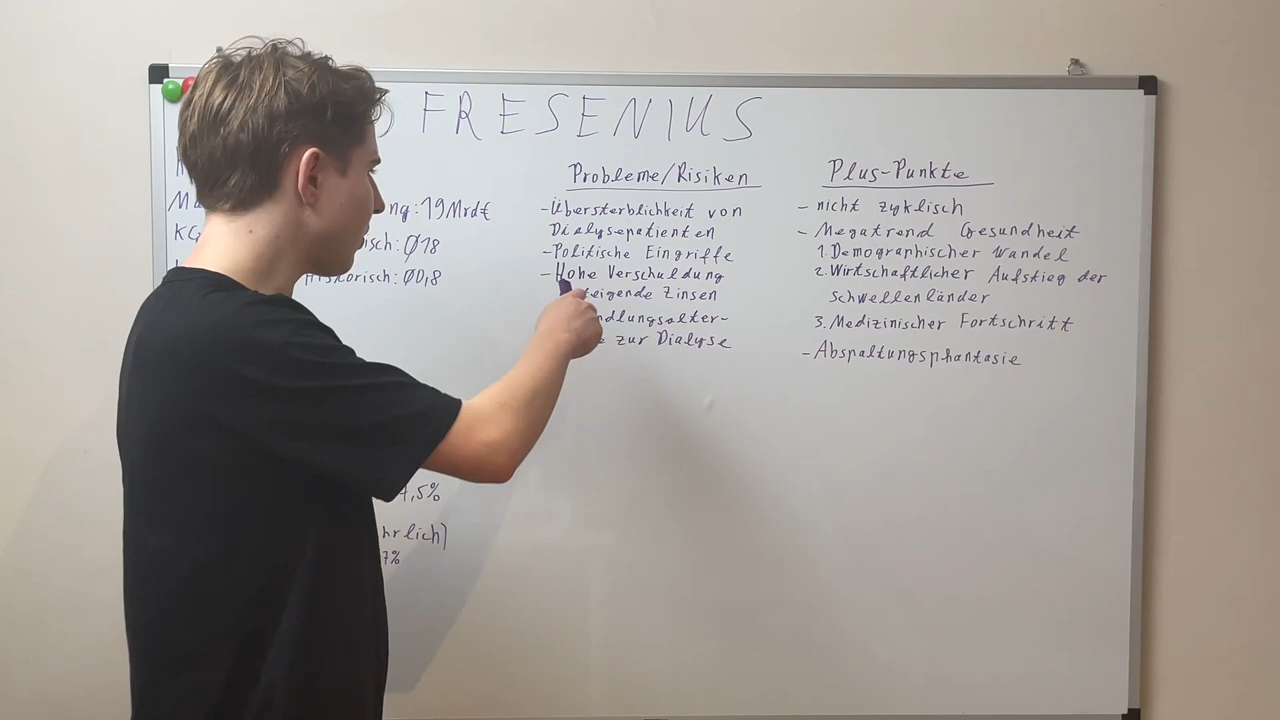 FRESENIUS
ng: 19 Mrd€
isch: Ø18
Historisch: Ø0,8
4,5%
hrlich)
7%
Probleme/Risiken
- Übersterblichkeit von
Dialysepatienten
- Politische Eingriffe
- Hohe Verschuldung
teigende Zinsen
ndlungsalter-
e zur Dialyse
Plus-Punkte
- nicht zyklisch
- Megatrend Gesundheit
1. Demographischer Wandel
2. Wirtschaftlicher Aufstieg der
Schwellenländer
3. Medizinischer Fortschritt
- Abspaltungsphantasie